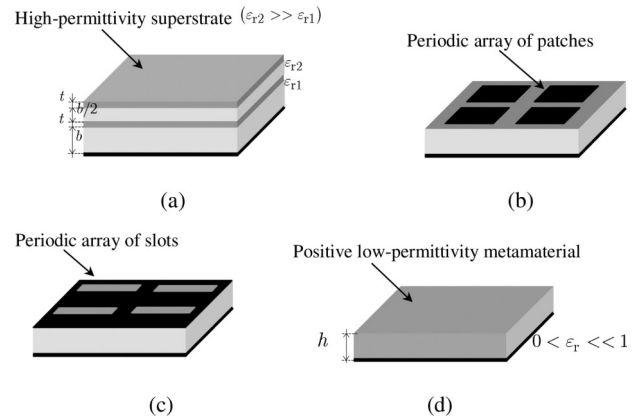 High-permittivity superstrate (εr2 >> εr1)
εr2
εr1
t
b/2
t
b
(a)
Periodic array of patches
(b)
Periodic array of slots
(c)
Positive low-permittivity metamaterial
h
0 < εr << 1
(d)